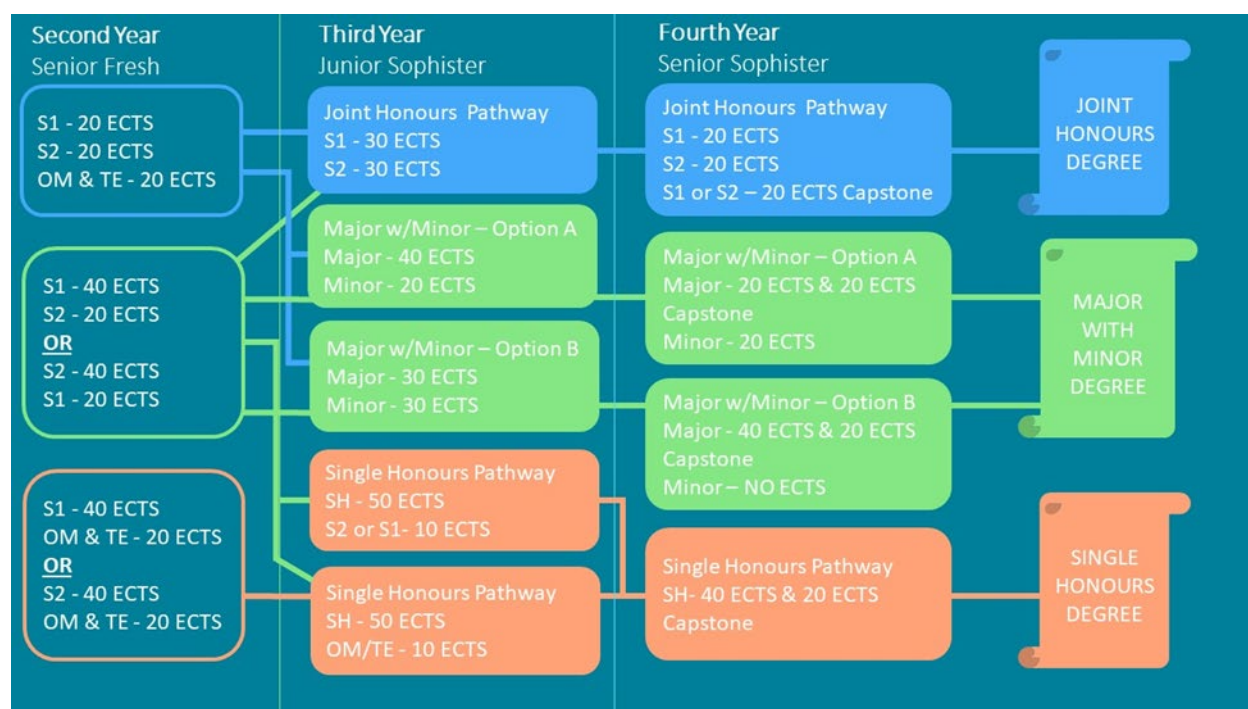 Second Year
Senior Fresh
S1 - 20 ECTS
S2 - 20 ECTS
OM & TE - 20 ECTS
S1 - 40 ECTS
S2 - 20 ECTS
OR
S2 - 40 ECTS
S1 - 20 ECTS
S1 - 40 ECTS
OM & TE - 20 ECTS
OR
S2 - 40 ECTS
OM & TE - 20 ECTS
Third Year
Junior Sophister
Joint Honours Pathway
S1 - 30 ECTS
S2 - 30 ECTS
Major w/Minor – Option A
Major - 40 ECTS
Minor - 20 ECTS
Major w/Minor – Option B
Major - 30 ECTS
Minor - 30 ECTS
Single Honours Pathway
SH - 50 ECTS
S2 or S1- 10 ECTS
Single Honours Pathway
SH - 50 ECTS
OM/TE - 10 ECTS
Fourth Year
Senior Sophister
Joint Honours Pathway
S1 - 20 ECTS
S2 - 20 ECTS
S1 or S2 – 20 ECTS Capstone
Major w/Minor – Option A
Major - 20 ECTS & 20 ECTS
Capstone
Minor - 20 ECTS
Major w/Minor – Option B
Major - 40 ECTS & 20 ECTS
Capstone
Minor – NO ECTS
Single Honours Pathway
SH- 40 ECTS & 20 ECTS
Capstone
JOINT
HONOURS
DEGREE
MAJOR
WITH
MINOR
DEGREE
SINGLE
HONOURS
DEGREE